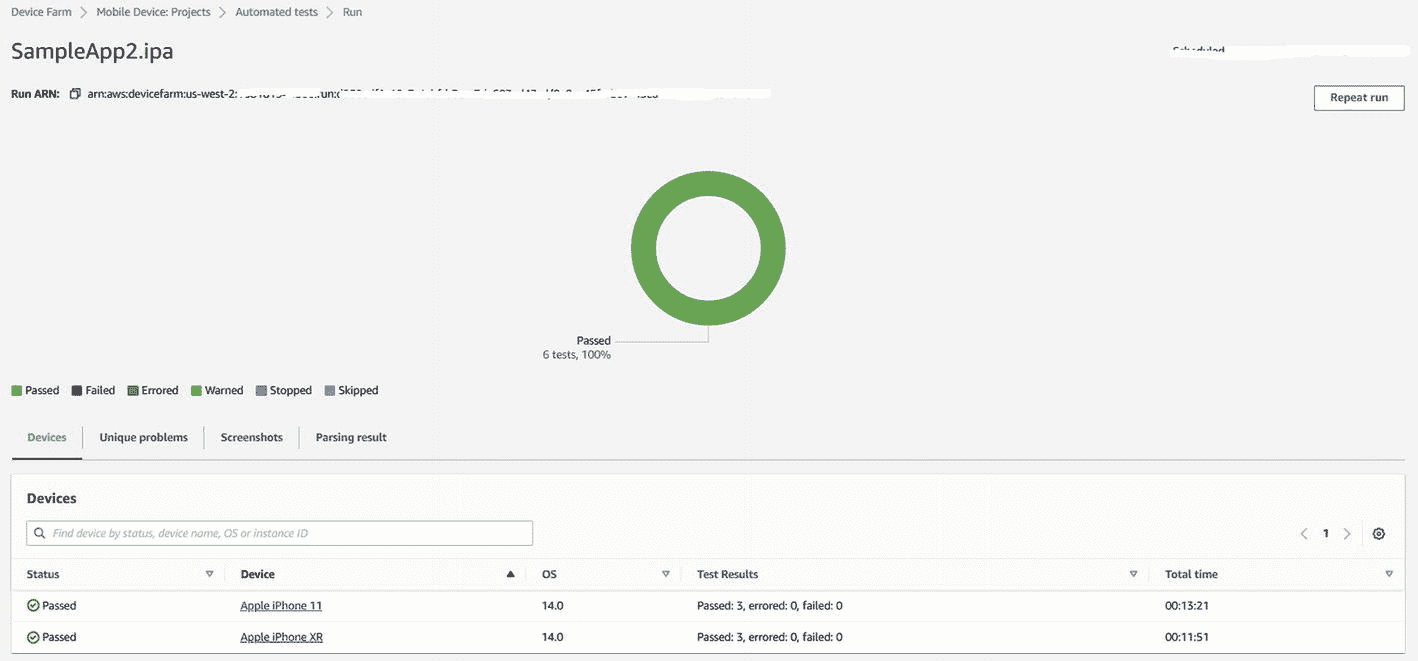 Device Farm > Mobile Device: Projects > Automated tests > Run
SampleApp2.ipa
Scheduled
Run ARN: arn:aws:devicefarm:us-west-2:
Repeat run
Passed
6 tests, 100%
Passed Failed Errored Warned Stopped Skipped
Devices Unique problems Screenshots Parsing result
Devices
Find device by status, device name, OS or instance ID
1
Status Device OS Test Results Total time
Passed Apple iPhone 11 14.0 Passed: 3, errored: 0, failed: 0 00:13:21
Passed Apple iPhone XR 14.0 Passed: 3, errored: 0, failed: 0 00:11:51